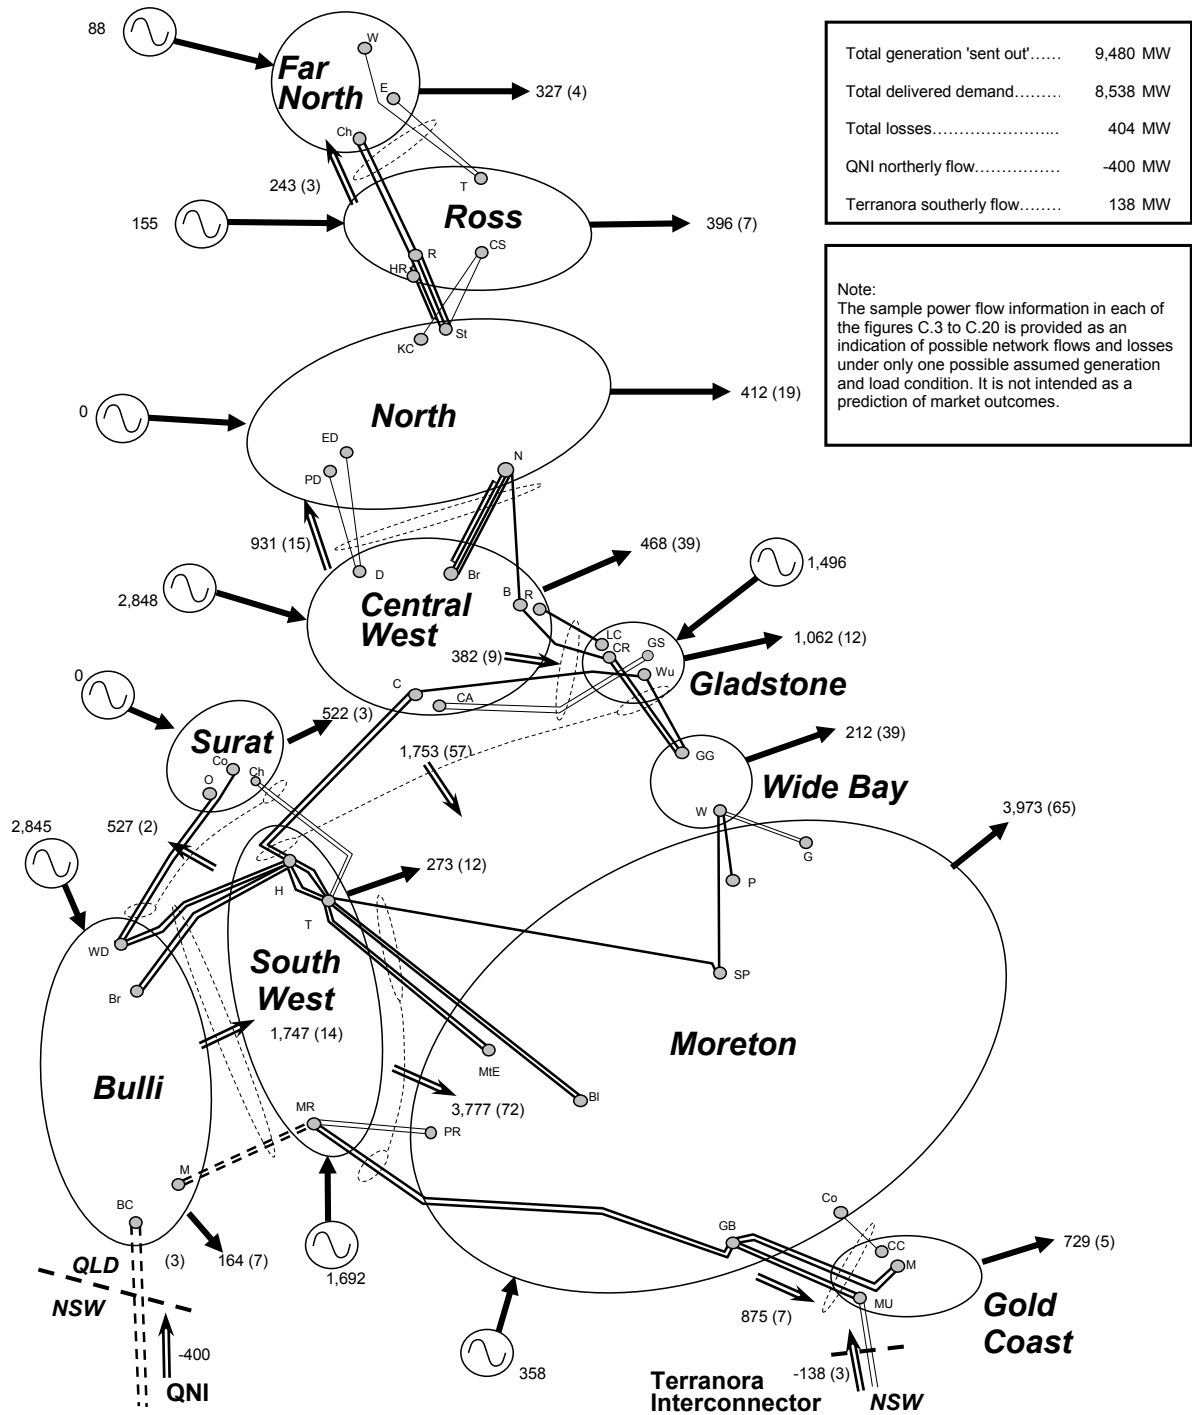 88
W
Far
North
E
327 (4)
Ch
243 (3)
T
155
Ross
396 (7)
CS
R
HR
St
KC
0
North
412 (19)
ED
PD
N
931 (15)
468 (39)
1,496
2,848
D
Br
Central
West
B
R
LC
CR
GS
1,062 (12)
382 (9)
Wu
Gladstone
0
C
CA
522 (3)
Surat
Co
Ch
O
1,753 (57)
212 (39)
GG
Wide Bay
2,845
527 (2)
W
G
3,973 (65)
273 (12)
P
H
T
WD
Br
South
West
SP
1,747 (14)
Moreton
Bulli
MtE
Bl
3,777 (72)
MR
PR
M
BC
Co
GB
CC
M
729 (5)
QLD
(3)
164 (7)
1,692
MU
NSW
875 (7)
Gold
Coast
-400
QNI
358
-138 (3)
Terranora
Interconnector
NSW
Total generation 'sent out'...... 9,480 MW
Total delivered demand......... 8,538 MW
Total losses........................ 404 MW
QNI northerly flow................ -400 MW
Terranora southerly flow........ 138 MW
Note:
The sample power flow information in each of
the figures C.3 to C.20 is provided as an
indication of possible network flows and losses
under only one possible assumed generation
and load condition. It is not intended as a
prediction of market outcomes.